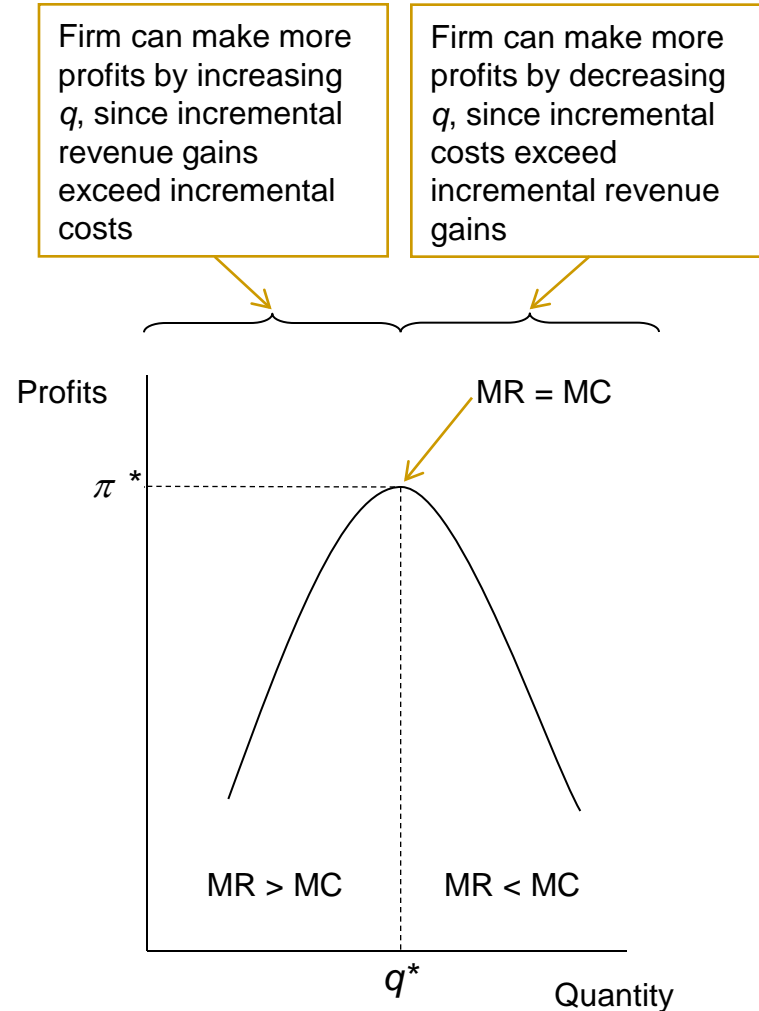 Firm can make more
profits by increasing
q, since incremental
revenue gains
exceed incremental
costs
Firm can make more
profits by decreasing
q, since incremental
costs exceed
incremental revenue
gains
Profits
MR = MC
π *
MR > MC
MR < MC
q*
Quantity